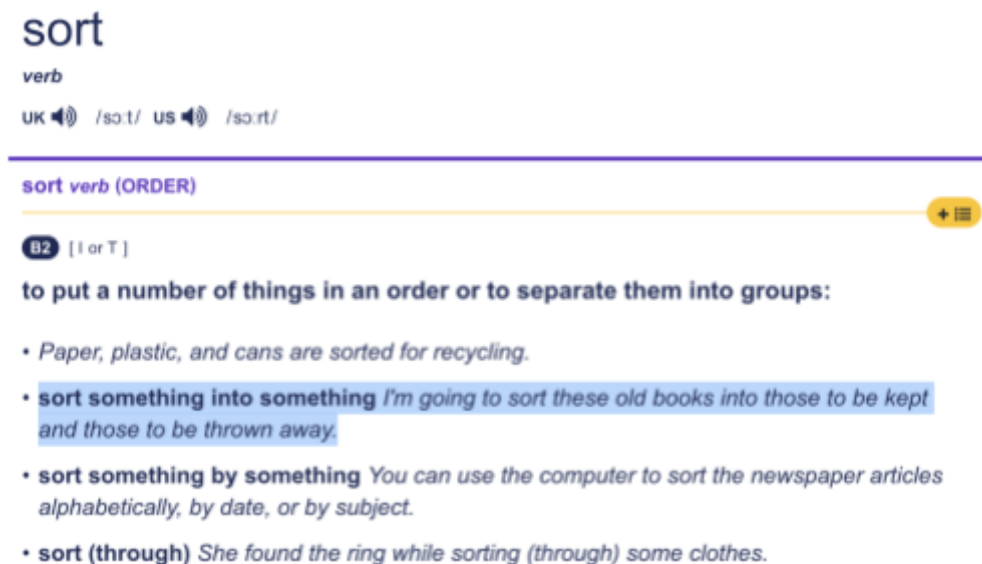 sort
verb
UK /sɔːt/ US /sɔːrt/
sort verb (ORDER)
B2 [ I or T ]
to put a number of things in an order or to separate them into groups:
• Paper, plastic, and cans are sorted for recycling.
• sort something into something I'm going to sort these old books into those to be kept
and those to be thrown away.
• sort something by something You can use the computer to sort the newspaper articles
alphabetically, by date, or by subject.
• sort (through) She found the ring while sorting (through) some clothes.